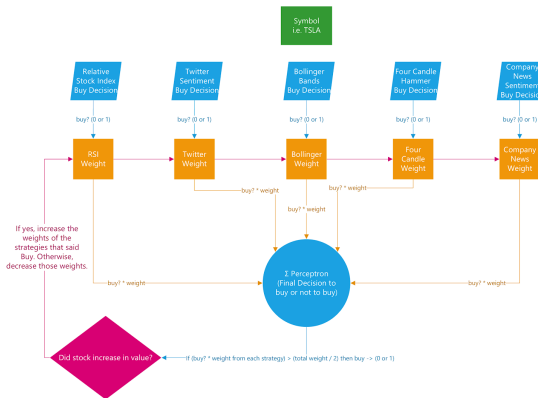 Symbol
i.e. TSLA
Relative
Stock Index
Buy Decision
Twitter
Sentiment
Buy Decision
Bollinger
Bands
Buy Decision
Four Candle
Hammer
Buy Decision
Company
News
Sentiment
Buy Decision
buy? (0 or 1)
buy? (0 or 1)
buy? (0 or 1)
buy? (0 or 1)
buy? (0 or 1)
RSI
Weight
Twitter
Weight
Bollinger
Weight
Four
Candle
Weight
Company
News
Weight
buy? * weight
buy? * weight
buy? * weight
If yes, increase the
weights of the
strategies that said
Buy. Otherwise,
decrease those weights.
Σ Perceptron
(Final Decision to
buy or not to buy)
buy? * weight
buy? * weight
Did stock increase in value?
If (buy? * weight from each strategy) > (total weight / 2) then buy -> (0 or 1)